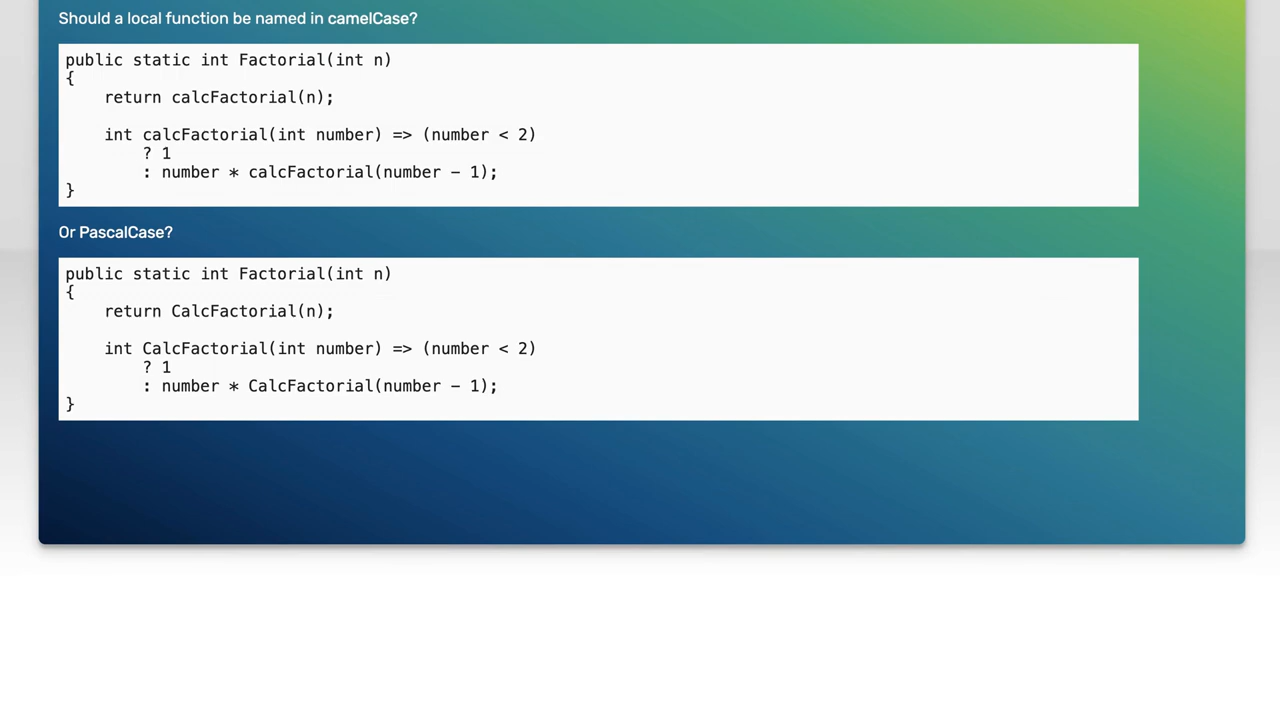 Should a local function be named in camelCase?
public static int Factorial(int n)
{
    return calcFactorial(n);
    int calcFactorial(int number) => (number < 2)
        ? 1
        : number * calcFactorial(number - 1);
}
Or PascalCase?
public static int Factorial(int n)
{
    return CalcFactorial(n);
    int CalcFactorial(int number) => (number < 2)
        ? 1
        : number * CalcFactorial(number - 1);
}